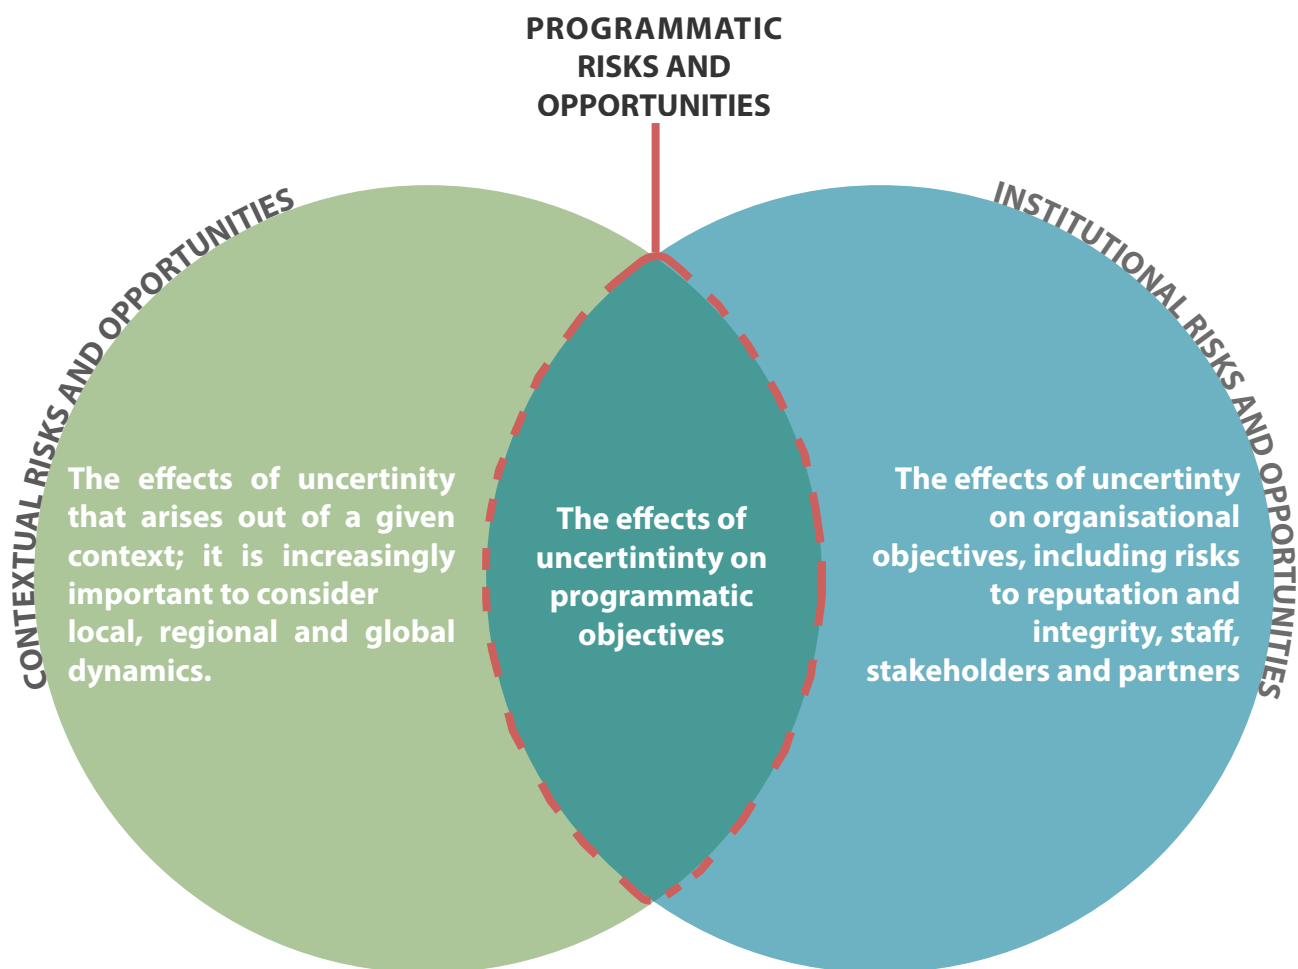 PROGRAMMATIC
RISKS AND
OPPORTUNITIES
CONTEXTUAL RISKS AND OPPORTUNITIES
The effects of uncertinity
that arises out of a given
context; it is increasingly
important to consider
local, regional and global
dynamics.
The effects of
uncertintinty on
programmatic
objectives
INSTITUTIONAL RISKS AND OPPORTUNITIES
The effects of uncertinty
on organisational
objectives, including risks
to reputation and
integrity, staff,
stakeholders and partners